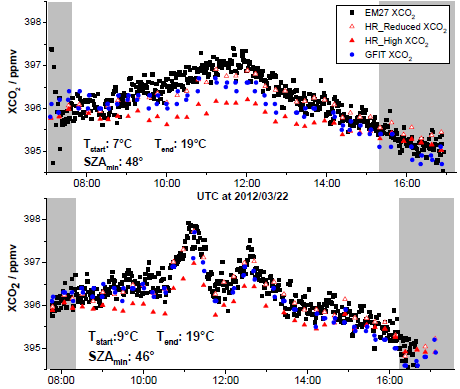 EM27 XCO2
HR_Reduced XCO2
HR_High XCO2
GFIT XCO2
398
397
396
395
XCO2 / ppmv
Tstart: 7°C Tend: 19°C
SZAmin: 48°
08:00 10:00 12:00 14:00 16:00
UTC at 2012/03/22
398
397
396
395
XCO2 / ppmv
Tstart:9°C Tend: 19°C
SZAmin: 46°
08:00 10:00 12:00 14:00 16:00